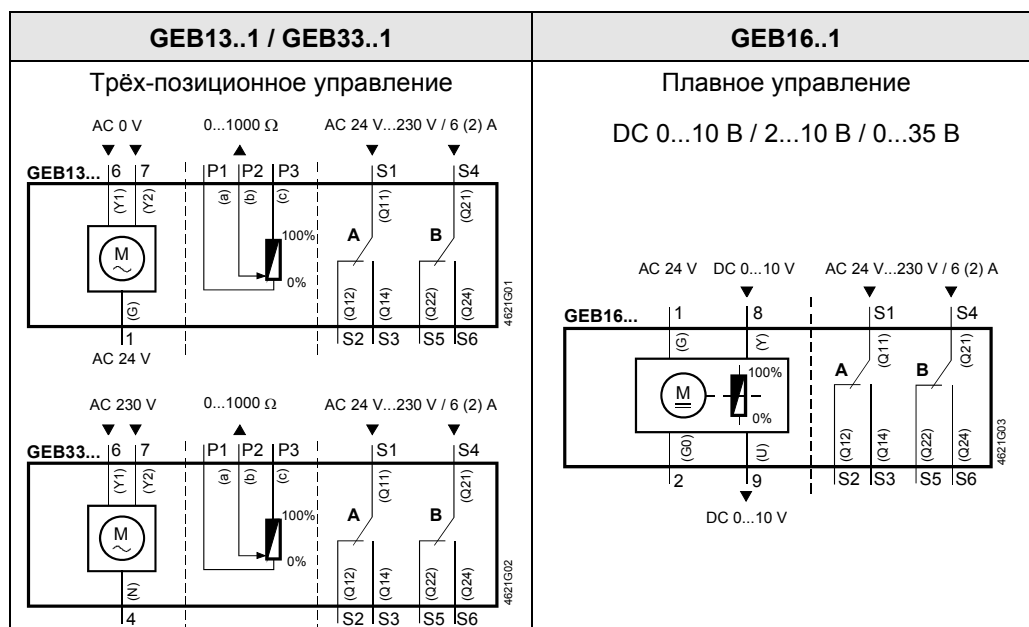 GEB13..1 / GEB33..1
GEB16..1
Трёх-позиционное управление
AC 0 V 0...1000 Ω AC 24 V...230 V / 6 (2) A
GEB13... 6 7 P1 P2 P3 S1 S4
(Y1) (Y2) (a) (b) (c) (Q11) (Q21)
M 100% A B
0%
(G) (Q12) (Q14) (Q22) (Q24)
1 S2 S3 S5 S6
AC 24 V
4621G01
AC 230 V 0...1000 Ω AC 24 V...230 V / 6 (2) A
GEB33... 6 7 P1 P2 P3 S1 S4
(Y1) (Y2) (a) (b) (c) (Q11) (Q21)
M 100% A B
0%
(N) (Q12) (Q14) (Q22) (Q24)
4 S2 S3 S5 S6
4621G02
Плавное управление
DC 0...10 В / 2...10 В / 0...35 В
AC 24 V DC 0...10 V AC 24 V...230 V / 6 (2) A
GEB16... 1 8 S1 S4
(G) (Y) (Q11) (Q21)
M 100% A B
0%
(G0) (U) (Q12) (Q14) (Q22) (Q24)
2 9 S2 S3 S5 S6
DC 0...10 V
4621G03